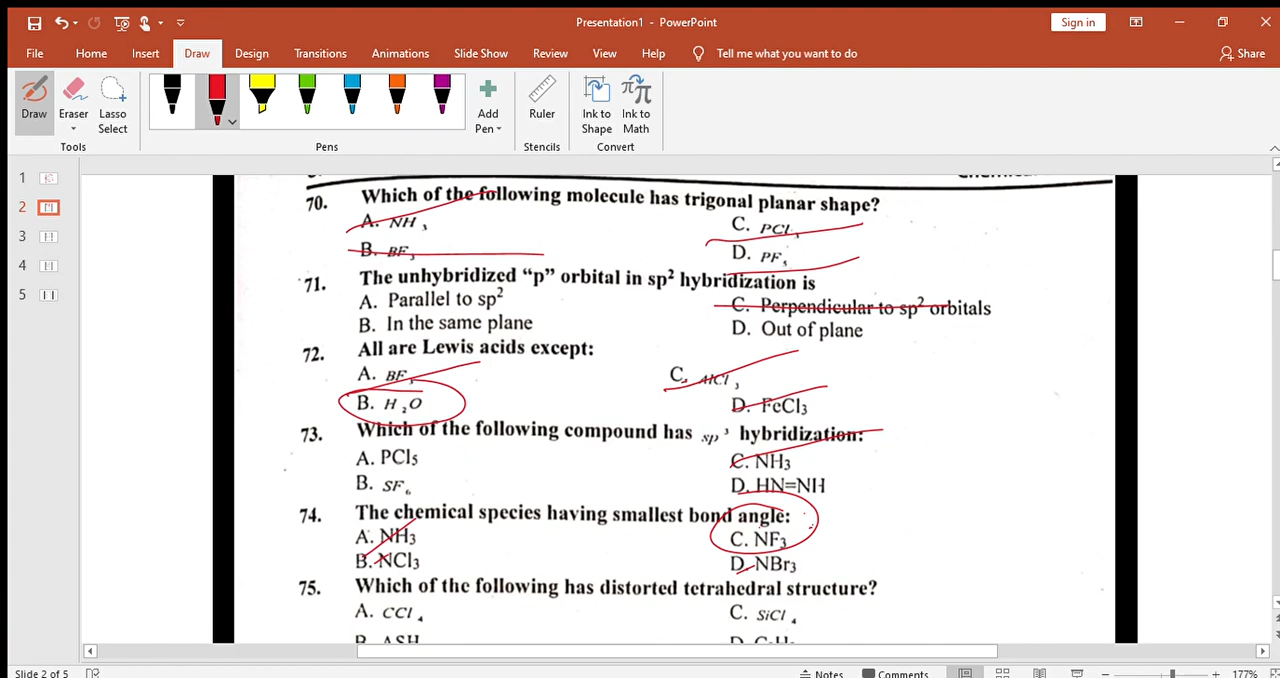 Presentation1 - PowerPoint
Sign in
File Home Insert Draw Design Transitions Animations Slide Show Review View Help Tell me what you want to do Share
Draw Eraser Lasso Select Add Pen Ruler Ink to Shape Ink to Math
Tools Pens Stencils Convert
1
2
3
4
5
70. Which of the following molecule has trigonal planar shape?
A. NH₃ C. PCl₃
B. BF₃ D. PF₃
71. The unhybridized “p” orbital in sp² hybridization is
A. Parallel to sp² C. Perpendicular to sp² orbitals
B. In the same plane D. Out of plane
72. All are Lewis acids except:
A. BF₃ C. AlCl₃
B. H₂O D. FeCl₃
73. Which of the following compound has sp³ hybridization:
A. PCl₅ C. NH₃
B. SF₆ D. HN=NH
74. The chemical species having smallest bond angle:
A. NH₃ C. NF₃
B. NCl₃ D. NBr₃
75. Which of the following has distorted tetrahedral structure?
A. CCl₄ C. SiCl₄
Slide 2 of 5 Notes Comments 177%